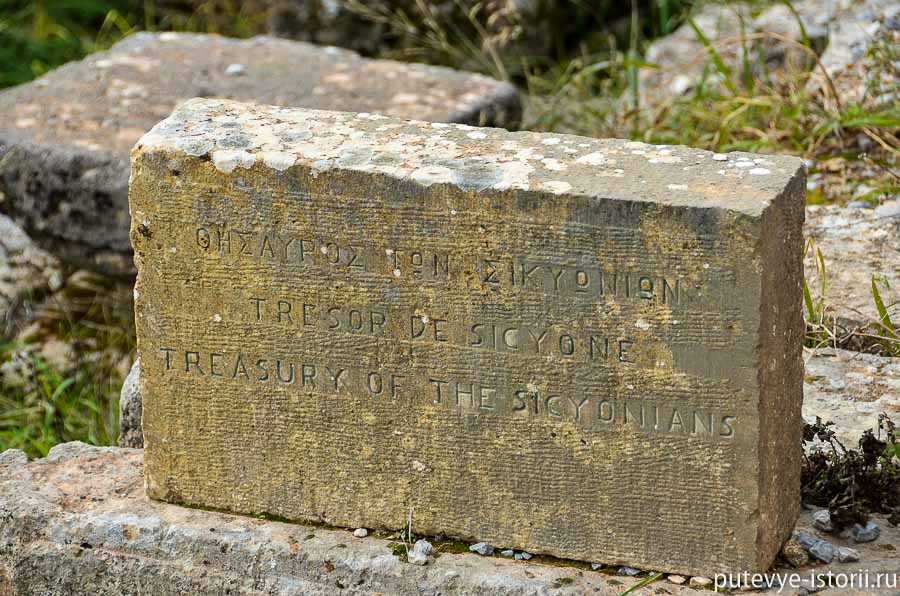 ΘΗΣΑΥΡΟΣ ΤΩΝ ΣΙΚΥΩΝΙΩΝ
TRESOR DE SICYONE
TREASURY OF THE SICYONIANS
putevye-istorii.ru